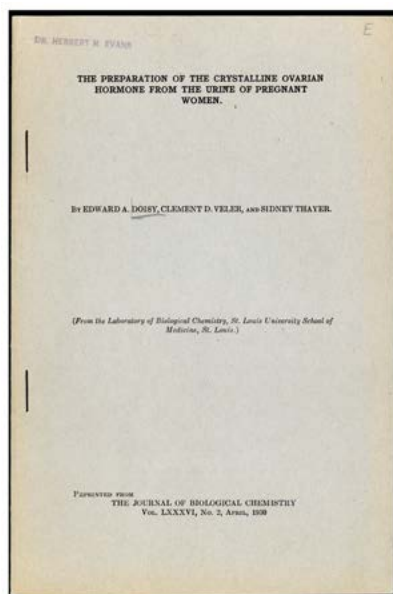 E
DR. HERBERT M. EVANS
THE PREPARATION OF THE CRYSTALLINE OVARIAN
HORMONE FROM THE URINE OF PREGNANT
WOMEN.
BY EDWARD A. DOISY, CLEMENT D. VELER, AND SIDNEY THAYER.
(From the Laboratory of Biological Chemistry, St. Louis University School of
Medicine, St. Louis.)
REPRINTED FROM
THE JOURNAL OF BIOLOGICAL CHEMISTRY
VOL. LXXXVI, No. 2, APRIL, 1930